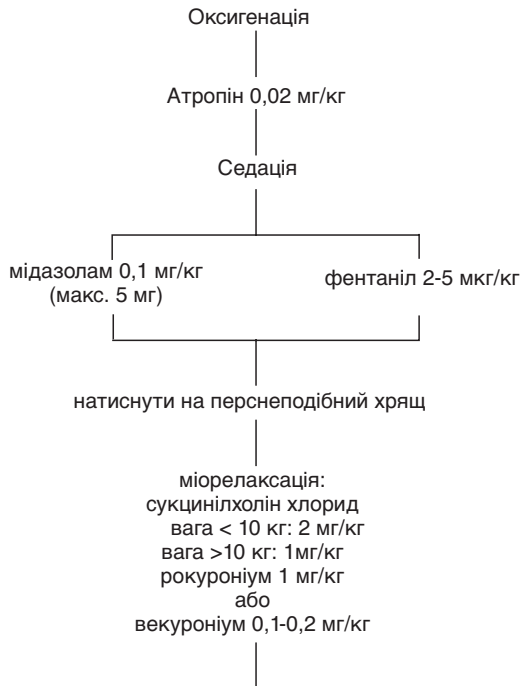 Оксигенація
Атропін 0,02 мг/кг
Седація
мідазолам 0,1 мг/кг
(макс. 5 мг)
фентаніл 2-5 мкг/кг
натиснути на перснеподібний хрящ
міорелаксація:
сукцинілхолін хлорид
вага < 10 кг: 2 мг/кг
вага >10 кг: 1мг/кг
рокуроніум 1 мг/кг
або
векуроніум 0,1-0,2 мг/кг